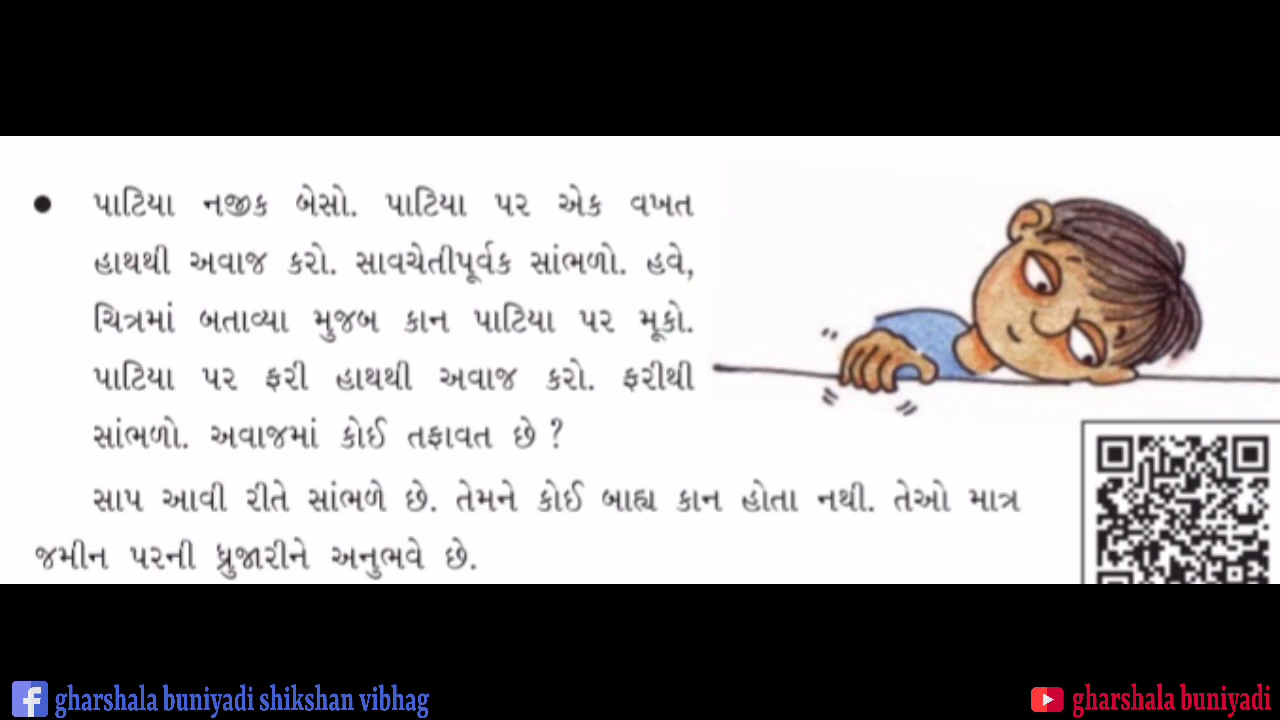 • પાટિયા નજીક બેસો. પાટિયા પર એક વખત
હાથથી અવાજ કરો. સાવચેતીપૂર્વક સાંભળો. હવે,
ચિત્રમાં બતાવ્યા મુજબ કાન પાટિયા પર મૂકો.
પાટિયા પર ફરી હાથથી અવાજ કરો. ફરીથી
સાંભળો. અવાજમાં કોઈ તફાવત છે ?
સાપ આવી રીતે સાંભળે છે. તેમને કોઈ બાહ્ય કાન હોતા નથી. તેઓ માત્ર
જમીન પરની ધ્રુજારીને અનુભવે છે.
gharshala buniyadi shikshan vibhag
gharshala buniyadi